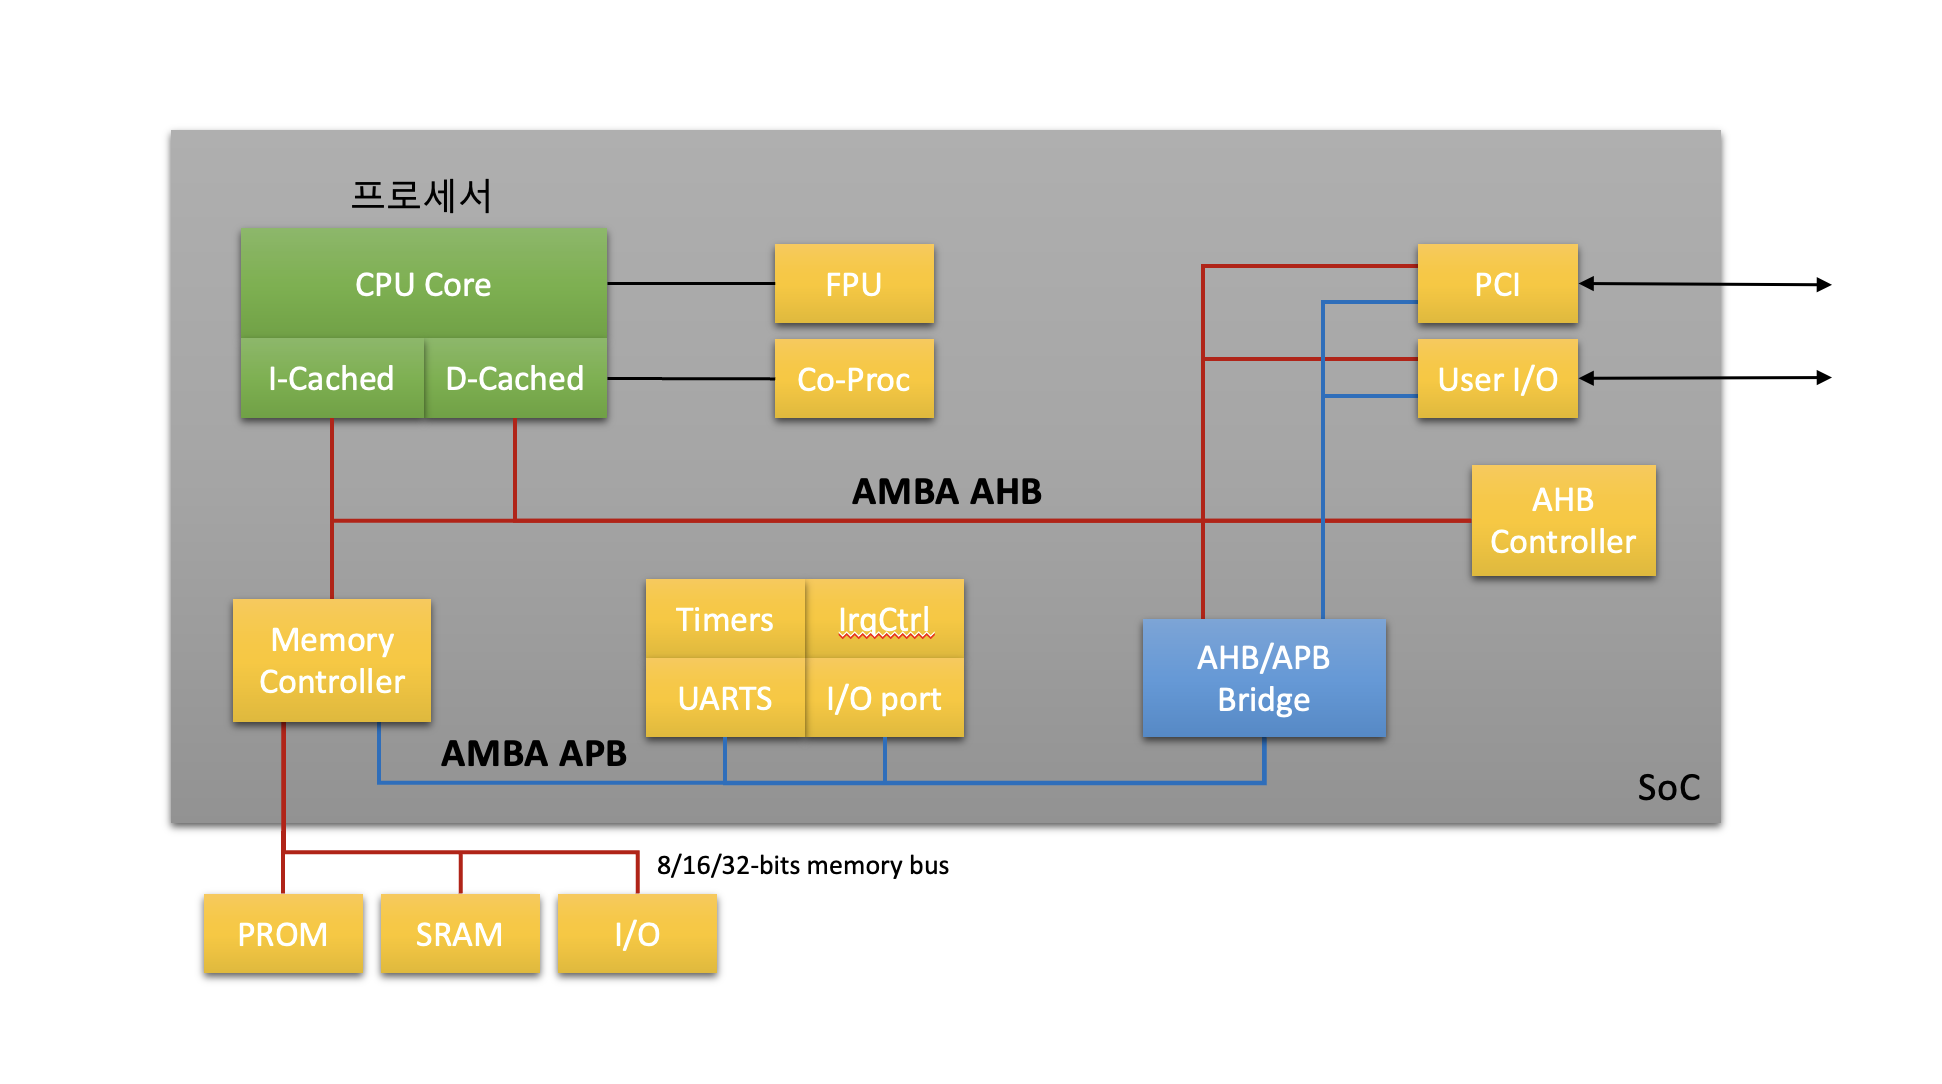 프로세서
CPU Core
FPU
PCI
I-Cached
D-Cached
Co-Proc
User I/O
AMBA AHB
AHB
Controller
Timers
IrqCtrl
Memory
Controller
AHB/APB
Bridge
UARTS
I/O port
AMBA APB
SoC
8/16/32-bits memory bus
PROM
SRAM
I/O